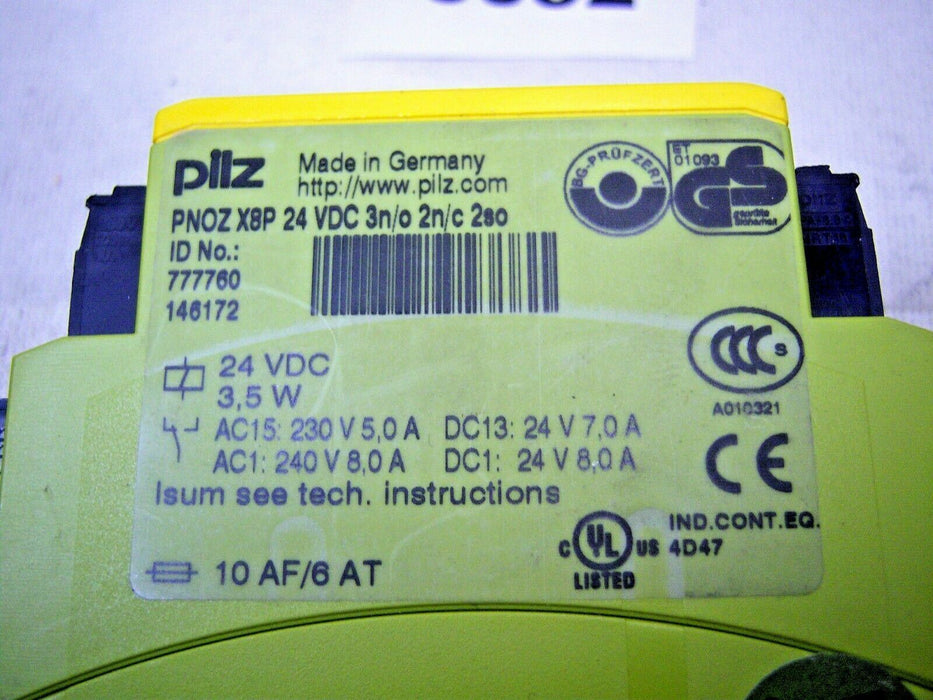 pilz
Made in Germany
http://www.pilz.com
PNOZ X8P 24 VDC 3n/o 2n/c 2so
ID No.:
777760
146172
BG-PRÜFZERT
ET
01093
GS
geprüfte
Sicherheit
24 VDC
3,5 W
AC15: 230 V 5,0 A DC13: 24 V 7,0 A
AC1: 240 V 8,0 A DC1: 24 V 8,0 A
Isum see tech. instructions
10 AF/6 AT
CCC S
A010321
CE
C UL US
LISTED
IND.CONT.EQ.
4D47